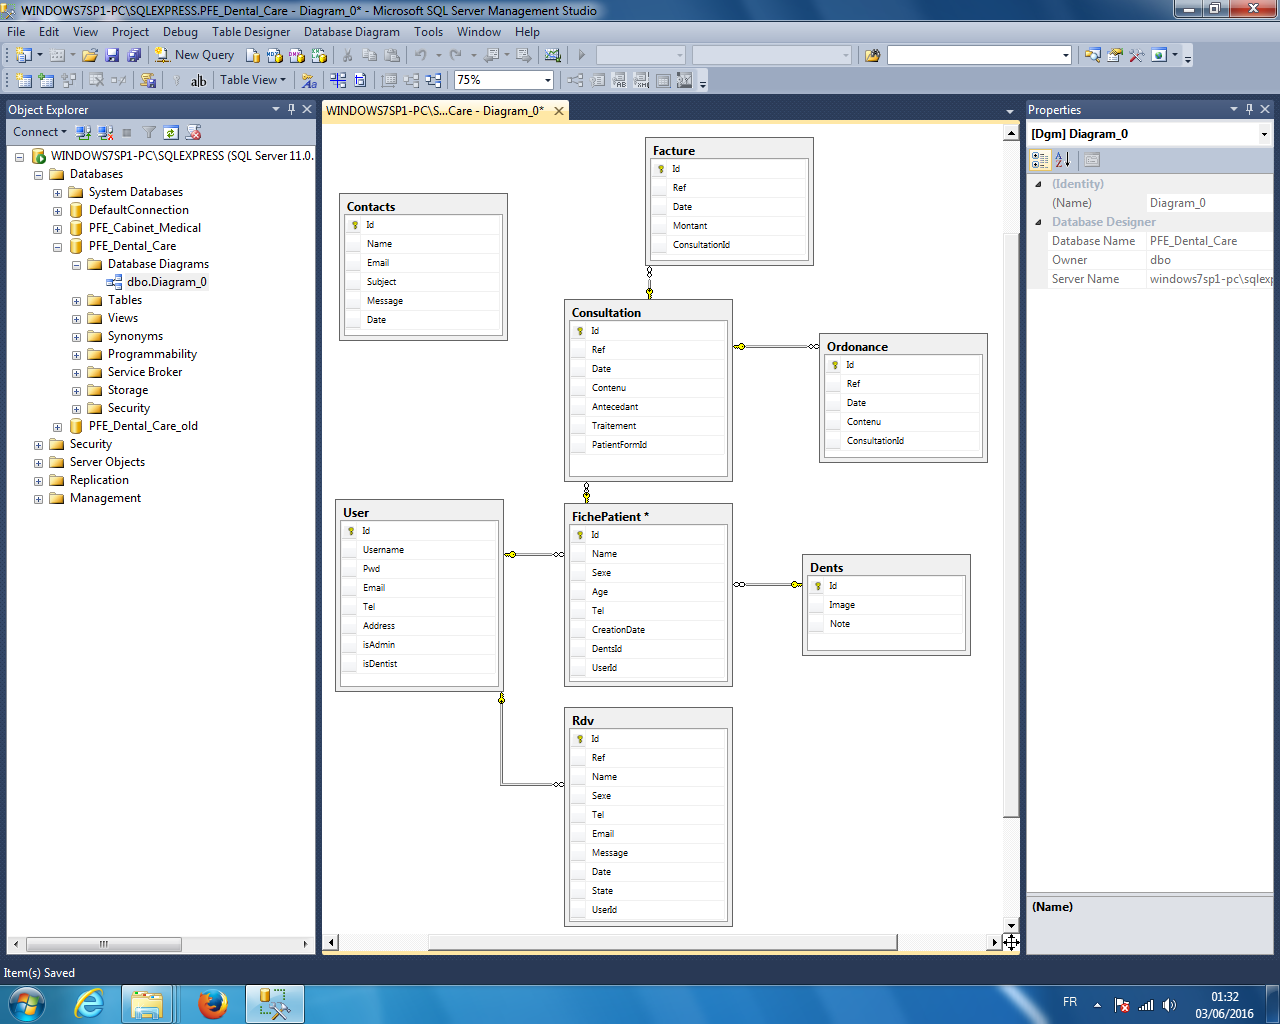 WINDOWS7SP1-PC\SQLEXPRESS.PFE_Dental_Care - Diagram_0* - Microsoft SQL Server Management Studio
File Edit View Project Debug Table Designer Database Diagram Tools Window Help
New Query
Table View 75%
Object Explorer
Connect
WINDOWS7SP1-PC\SQLEXPRESS (SQL Server 11.0.
Databases
System Databases
DefaultConnection
PFE_Cabinet_Medical
PFE_Dental_Care
Database Diagrams
dbo.Diagram_0
Tables
Views
Synonyms
Programmability
Service Broker
Storage
Security
PFE_Dental_Care_old
Security
Server Objects
Replication
Management
WINDOWS7SP1-PC\S...Care - Diagram_0*
Contacts
Id
Name
Email
Subject
Message
Date
Facture
Id
Ref
Date
Montant
ConsultationId
Consultation
Id
Ref
Date
Contenu
Antecedant
Traitement
PatientFormId
Ordonance
Id
Ref
Date
Contenu
ConsultationId
User
Id
Username
Pwd
Email
Tel
Address
isAdmin
isDentist
FichePatient *
Id
Name
Sexe
Age
Tel
CreationDate
DentsId
UserId
Dents
Id
Image
Note
Rdv
Id
Ref
Name
Sexe
Tel
Email
Message
Date
State
UserId
Properties
[Dgm] Diagram_0
(Identity)
(Name) Diagram_0
Database Designer
Database Name PFE_Dental_Care
Owner dbo
Server Name windows7sp1-pc\sqlexp
(Name)
Item(s) Saved
FR
01:32
03/06/2016